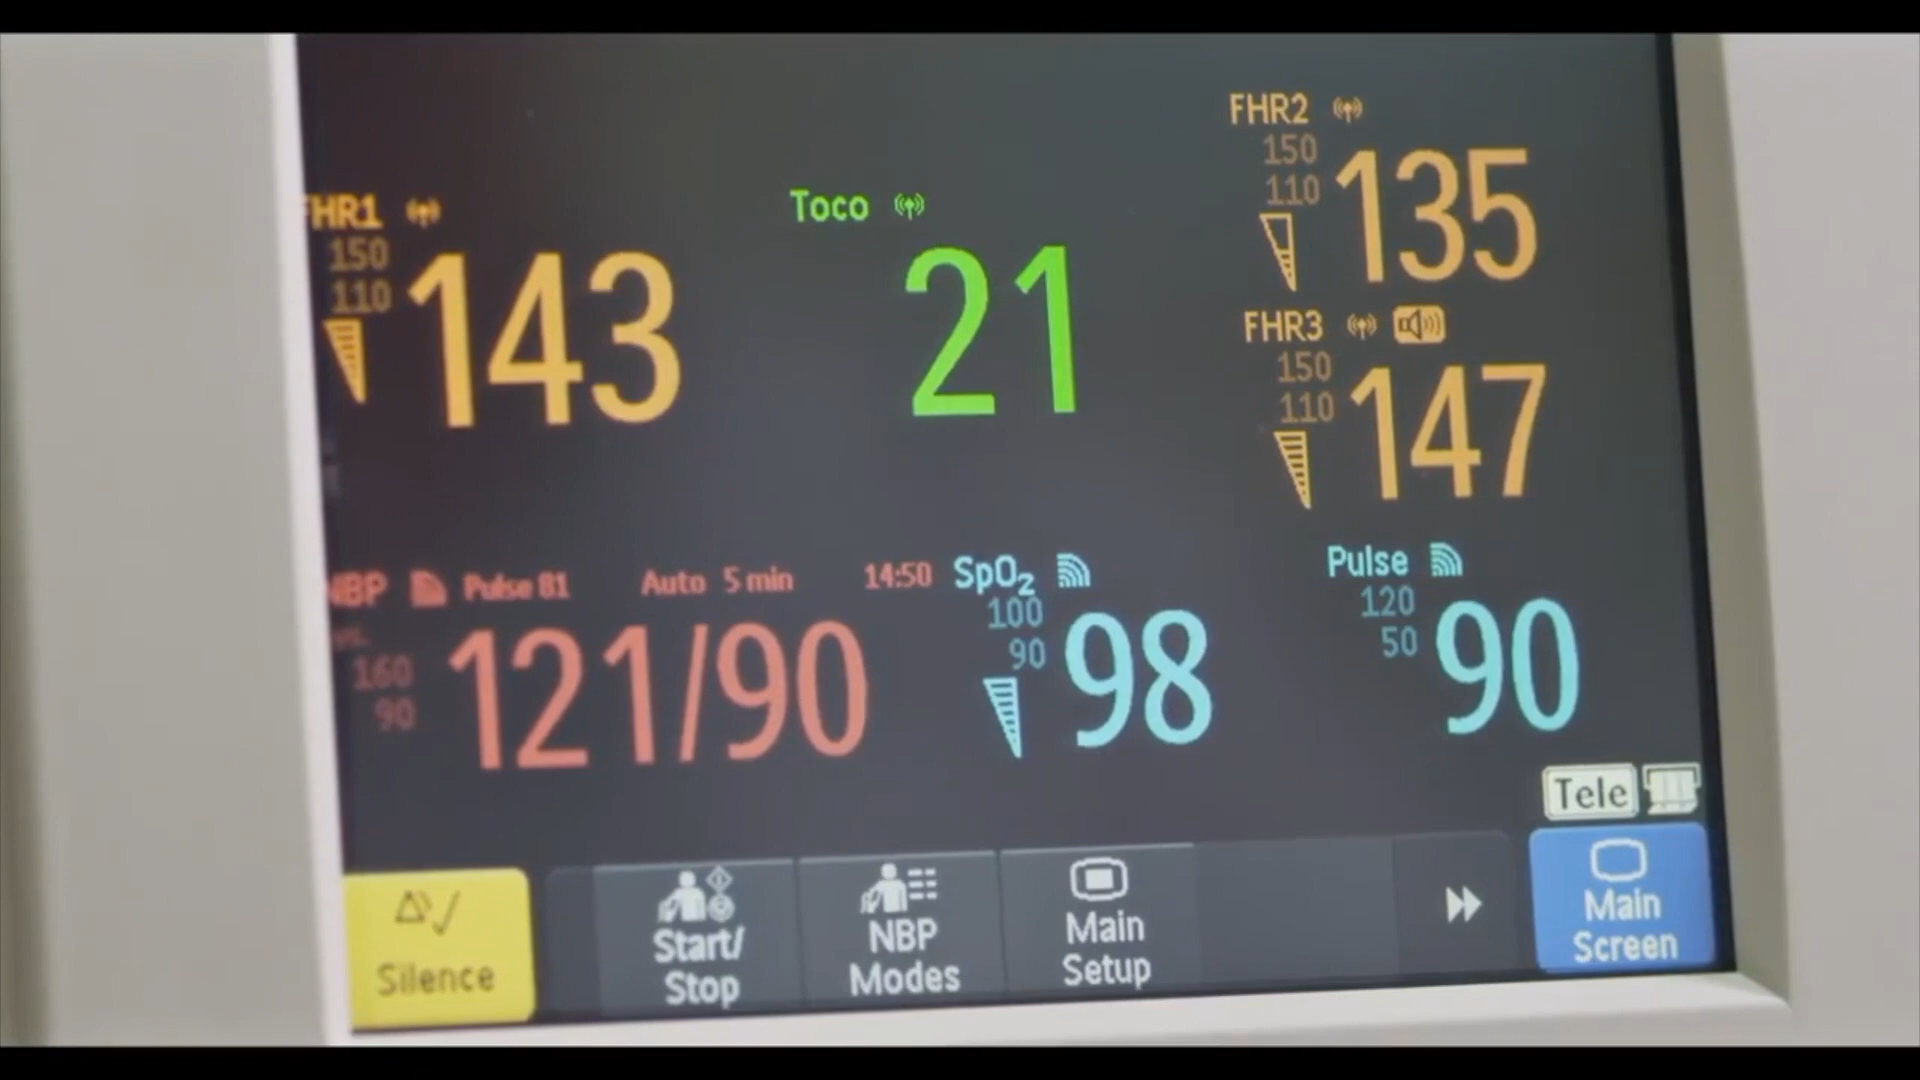 FHR2
150
110
135
FHR1
150
110
143
Toco
21
FHR3
150
110
147
NBP Pulse 81 Auto 5 min 14:50
160
90
121/90
SpO₂
100
90
98
Pulse
120
50
90
Tele
Silence
Start/
Stop
NBP
Modes
Main
Setup
Main
Screen